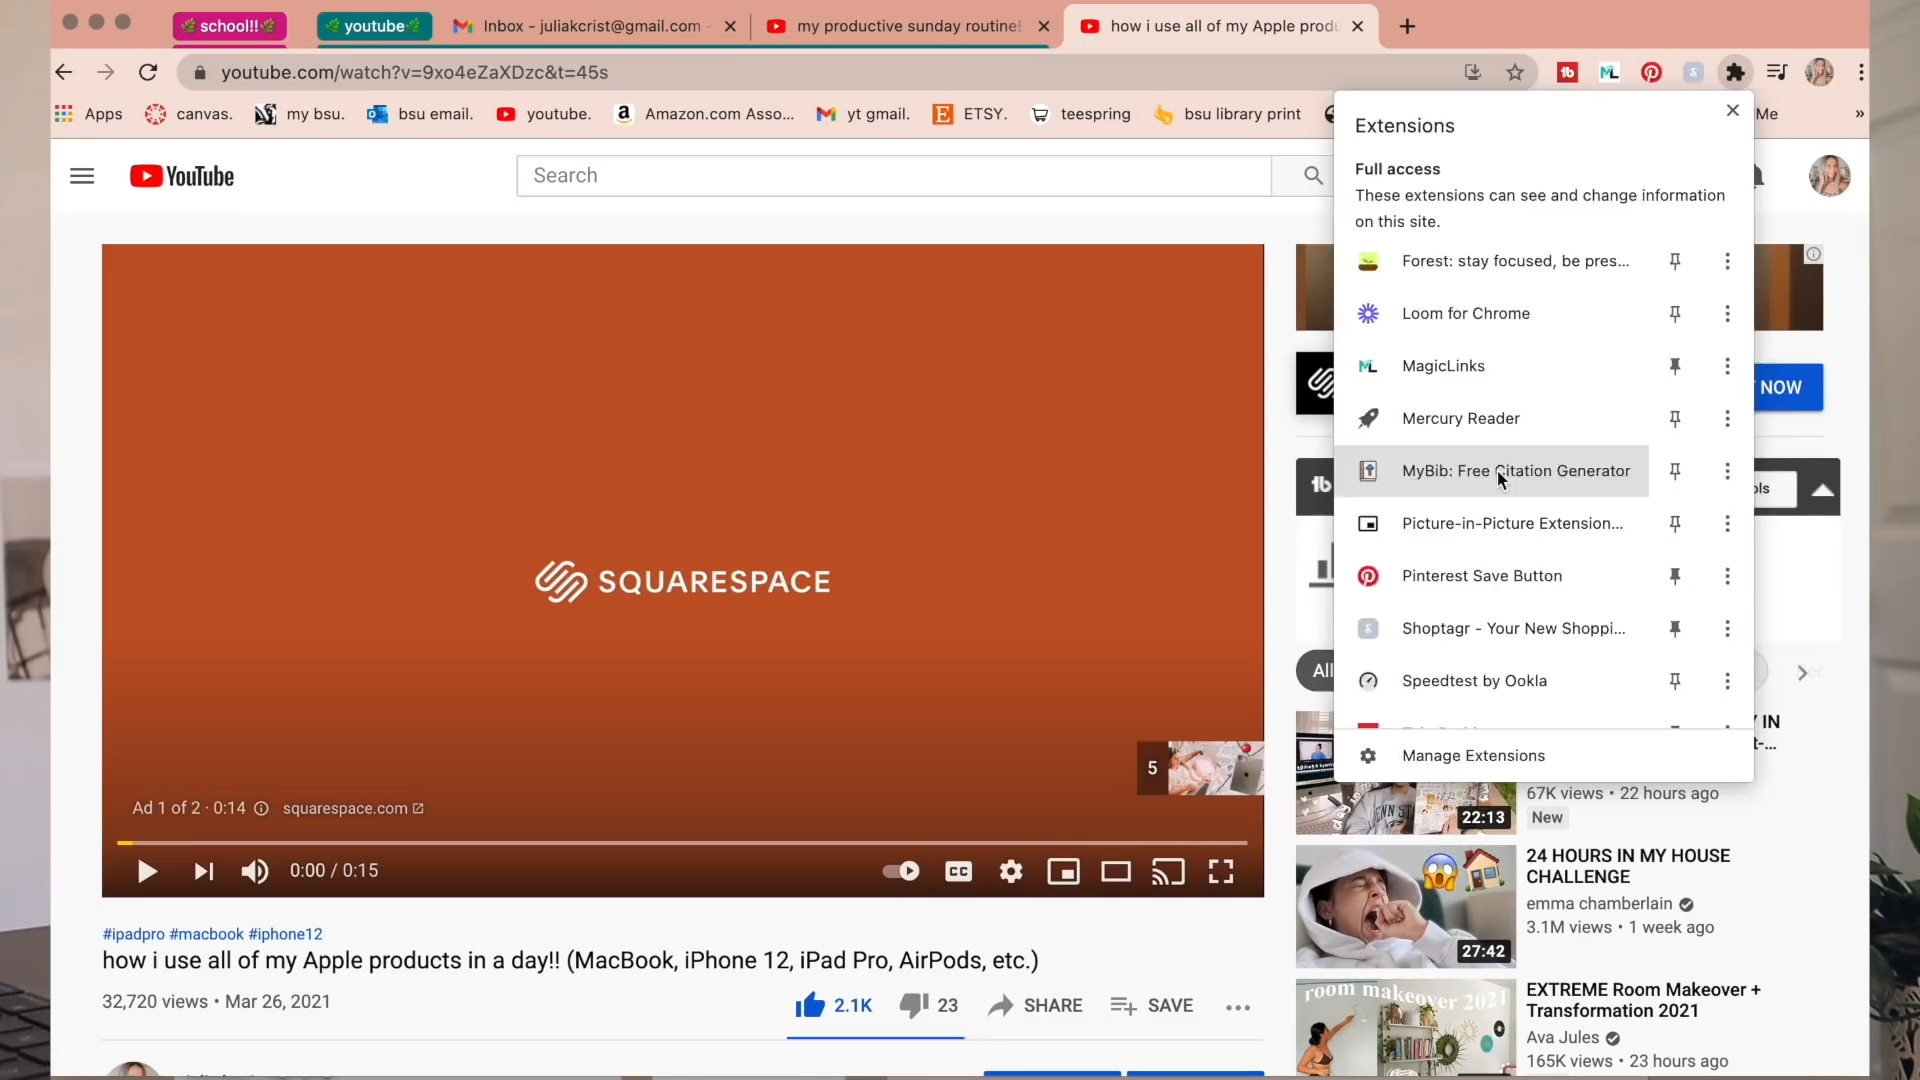 school!!
youtube
Inbox - juliakcrist@gmail.com -
my productive sunday routine!
how i use all of my Apple produ
youtube.com/watch?v=9xo4eZaXDzc&t=45s
Apps
canvas.
my bsu.
bsu email.
youtube.
Amazon.com Asso...
yt gmail.
ETSY.
teespring
bsu library print
Me
»
YouTube
Search
Extensions
Full access
These extensions can see and change information
on this site.
Forest: stay focused, be pres...
Loom for Chrome
MagicLinks
Mercury Reader
MyBib: Free Citation Generator
Picture-in-Picture Extension...
Pinterest Save Button
Shoptagr - Your New Shoppi...
Speedtest by Ookla
Manage Extensions
NOW
All
SQUARESPACE
5
Ad 1 of 2 · 0:14
squarespace.com
0:00 / 0:15
CC
#ipadpro #macbook #iphone12
how i use all of my Apple products in a day!! (MacBook, iPhone 12, iPad Pro, AirPods, etc.)
32,720 views • Mar 26, 2021
2.1K
23
SHARE
SAVE
IN
67K views • 22 hours ago
New
22:13
24 HOURS IN MY HOUSE
CHALLENGE
emma chamberlain
3.1M views • 1 week ago
27:42
room makeover 2021
EXTREME Room Makeover +
Transformation 2021
Ava Jules
165K views • 23 hours ago